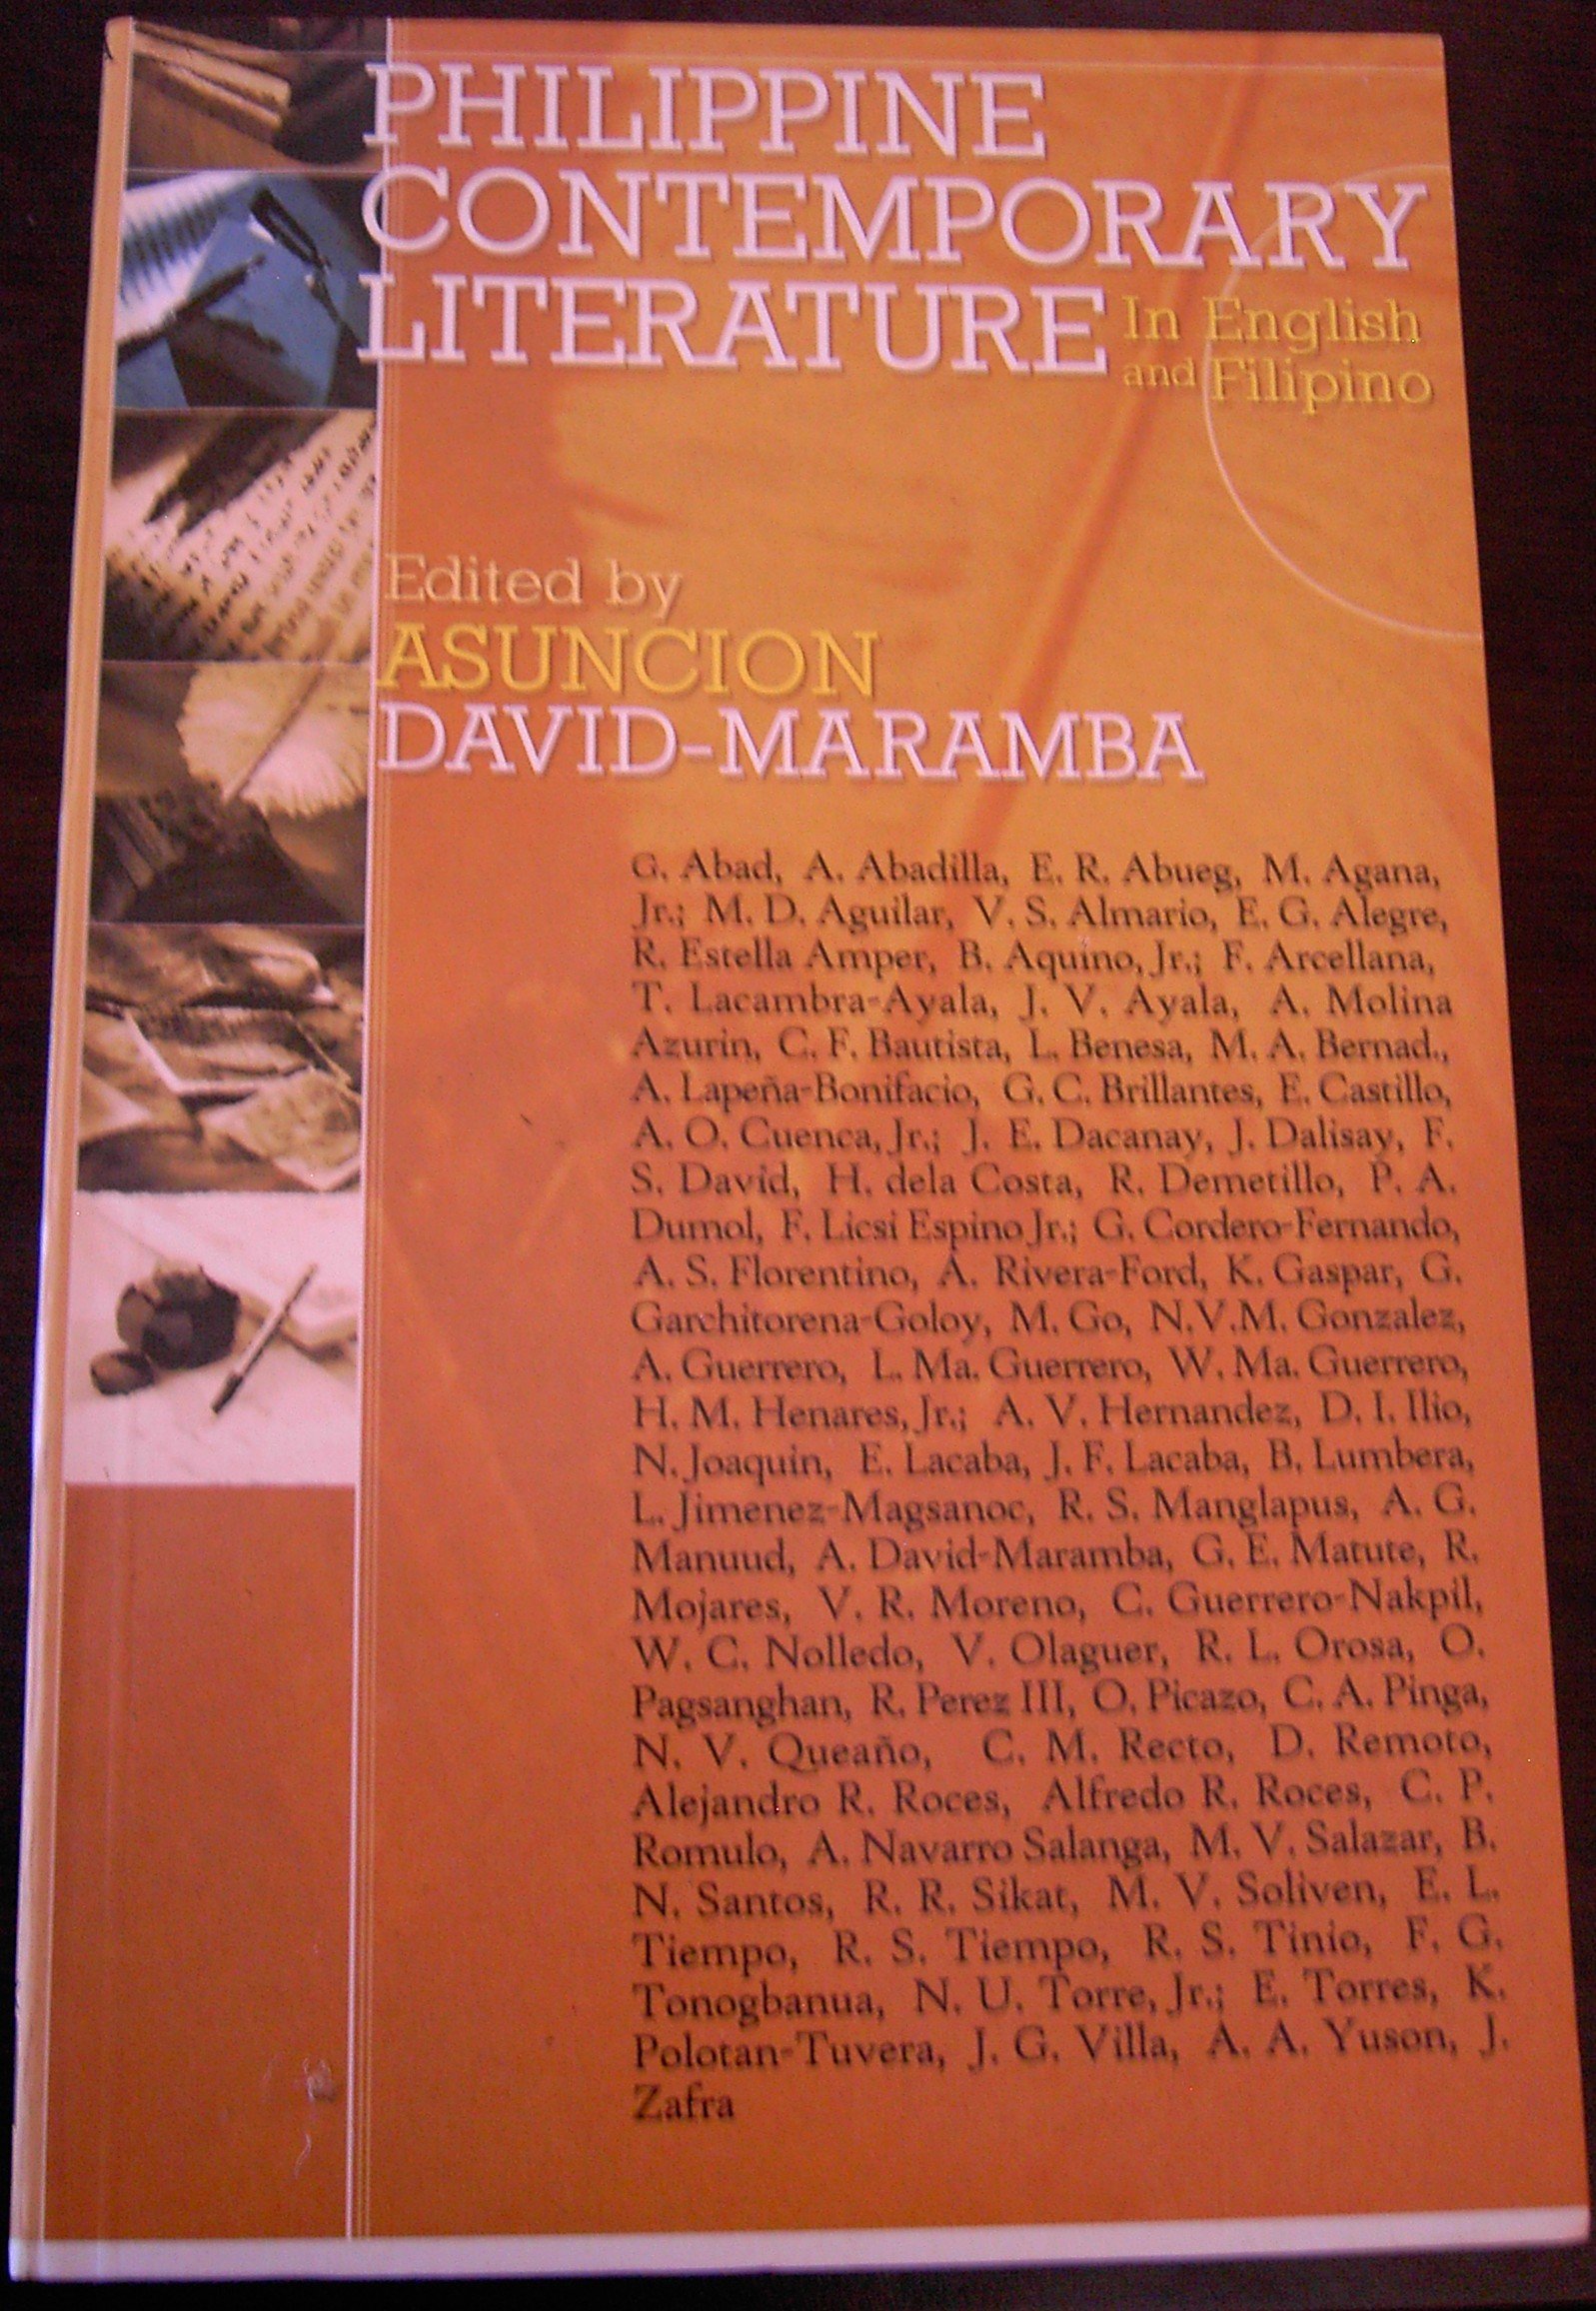 PHILIPPINE
CONTEMPORARY
LITERATURE In English
and Filipino
Edited by
ASUNCION
DAVID-MARAMBA
G. Abad, A. Abadilla, E. R. Abueg, M. Agana,
Jr.; M. D. Aguilar, V. S. Almario, E. G. Alegre,
R. Estella Amper, B. Aquino, Jr.; F. Arcellana,
T. Lacambra-Ayala, J. V. Ayala, A. Molina
Azurin, C. F. Bautista, L. Benesa, M. A. Bernad.,
A. Lapeña-Bonifacio, G. C. Brillantes, E. Castillo,
A. O. Cuenca, Jr.; J. E. Dacanay, J. Dalisay, F.
S. David, H. dela Costa, R. Demetillo, P. A.
Dumol, F. Licsi Espino Jr.; G. Cordero-Fernando,
A. S. Florentino, A. Rivera-Ford, K. Gaspar, G.
Garchitorena-Goloy, M. Go, N.V.M. Gonzalez,
A. Guerrero, L. Ma. Guerrero, W. Ma. Guerrero,
H. M. Henares, Jr.; A. V. Hernandez, D. I. Ilio,
N. Joaquin, E. Lacaba, J. F. Lacaba, B. Lumbera,
L. Jimenez-Magsanoc, R. S. Manglapus, A. G.
Manuud, A. David-Maramba, G. E. Matute, R.
Mojares, V. R. Moreno, C. Guerrero-Nakpil,
W. C. Nolledo, V. Olaguer, R. L. Orosa, O.
Pagsanghan, R. Perez III, O. Picazo, C. A. Pinga,
N. V. Queaño, C. M. Recto, D. Remoto,
Alejandro R. Roces, Alfredo R. Roces, C. P.
Romulo, A. Navarro Salanga, M. V. Salazar, B.
N. Santos, R. R. Sikat, M. V. Soliven, E. L.
Tiempo, R. S. Tiempo, R. S. Tinio, F. G.
Tonogbanua, N. U. Torre, Jr.; E. Torres, K.
Polotan-Tuvera, J. G. Villa, A. A. Yuson, J.
Zafra